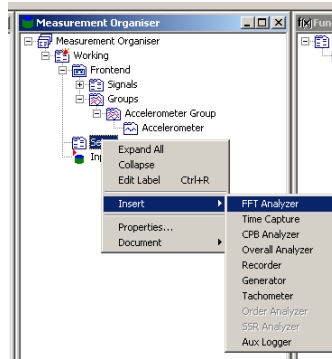 Measurement Organiser
Measurement Organiser
Working
Frontend
Signals
Groups
Accelerometer Group
Accelerometer
Expand All
Collapse
Edit Label Ctrl+R
Insert
Properties...
Document
FFT Analyzer
Time Capture
CPB Analyzer
Overall Analyzer
Recorder
Generator
Tachometer
Order Analyzer
SSR Analyzer
Aux Logger